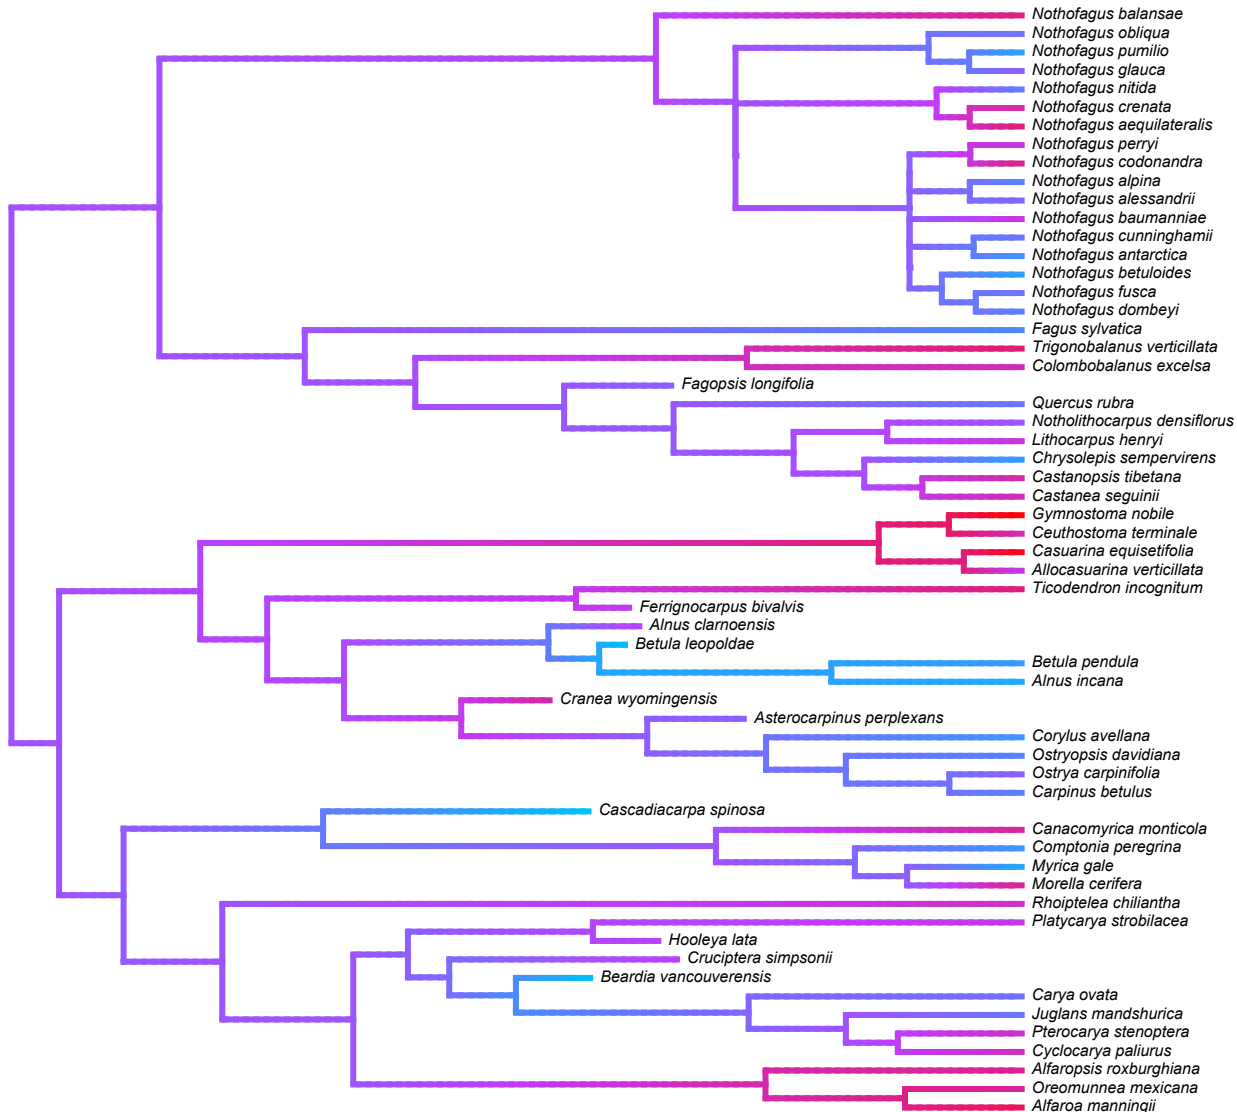 Nothofagus balansae
Nothofagus obliqua
Nothofagus pumilio
Nothofagus glauca
Nothofagus nitida
Nothofagus crenata
Nothofagus aequilateralis
Nothofagus perryi
Nothofagus codonandra
Nothofagus alpina
Nothofagus alessandrii
Nothofagus baumanniae
Nothofagus cunninghamii
Nothofagus antarctica
Nothofagus betuloides
Nothofagus fusca
Nothofagus dombeyi
Fagus sylvatica
Trigonobalanus verticillata
Colombobalanus excelsa
Fagopsis longifolia
Quercus rubra
Notholithocarpus densiflorus
Lithocarpus henryi
Chrysolepis sempervirens
Castanopsis tibetana
Castanea seguinii
Gymnostoma nobile
Ceuthostoma terminale
Casuarina equisetifolia
Allocasuarina verticillata
Ticodendron incognitum
Ferrignocarpus bivalvis
Alnus clarnoensis
Betula leopoldae
Betula pendula
Alnus incana
Cranea wyomingensis
Asterocarpinus perplexans
Corylus avellana
Ostryopsis davidiana
Ostrya carpinifolia
Carpinus betulus
Cascadiacarpa spinosa
Canacomyrica monticola
Comptonia peregrina
Myrica gale
Morella cerifera
Rhoiptelea chiliantha
Platycarya strobilacea
Hooleya lata
Cruciptera simpsonii
Beardia vancouverensis
Carya ovata
Juglans mandshurica
Pterocarya stenoptera
Cyclocarya paliurus
Alfaropsis roxburghiana
Oreomunnea mexicana
Alfaroa manningii